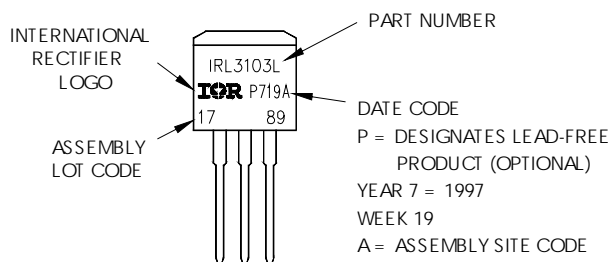 INTERNATIONAL
RECTIFIER
LOGO
PART NUMBER
IRL3103L
IOR P719A
17 89
ASSEMBLY
LOT CODE
DATE CODE
P = DESIGNATES LEAD-FREE
PRODUCT (OPTIONAL)
YEAR 7 = 1997
WEEK 19
A = ASSEMBLY SITE CODE